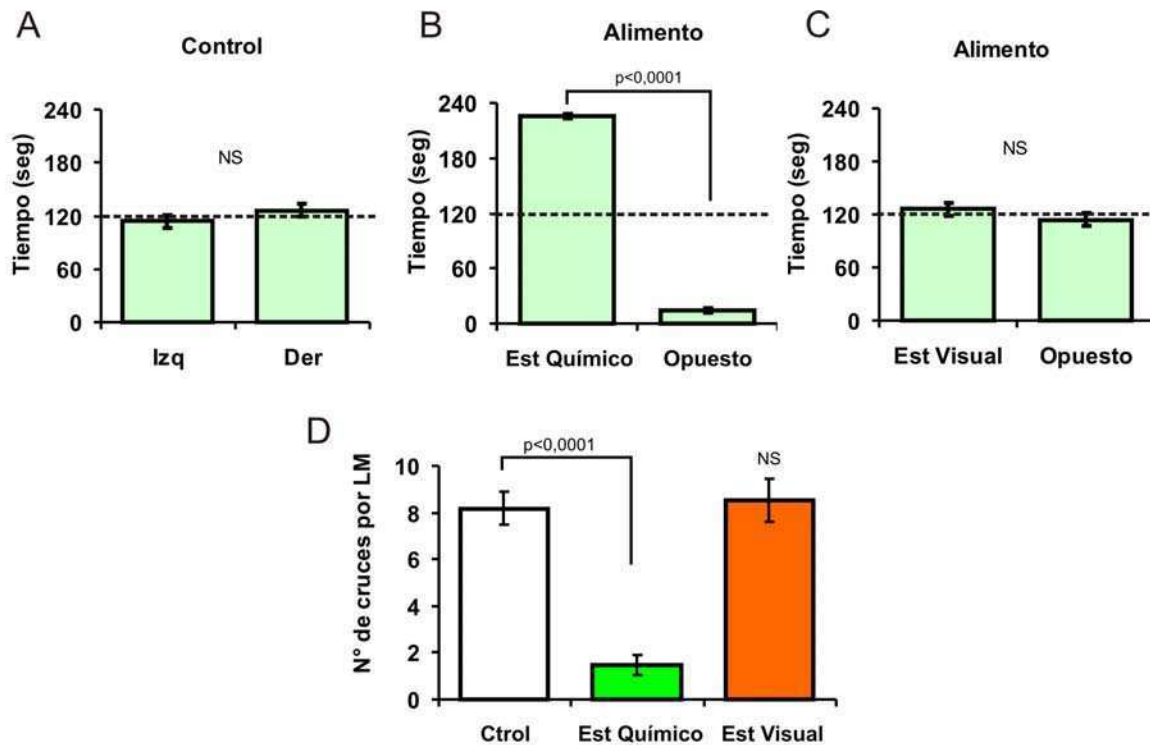 A
Control
Tiempo (seg)
240
180
120
60
0
NS
Izq
Der
B
Alimento
p<0,0001
Tiempo (seg)
240
180
120
60
0
Est Químico
Opuesto
C
Alimento
Tiempo (seg)
240
180
120
60
0
NS
Est Visual
Opuesto
D
p<0,0001
NS
N° de cruces por LM
10
8
6
4
2
0
Ctrol
Est Químico
Est Visual